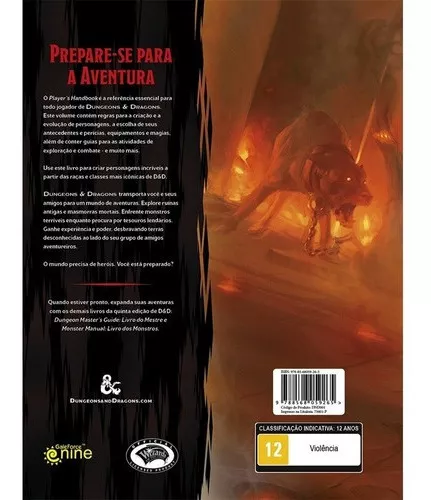 PREPARE-SE PARA
A AVENTURA
O Player's Handbook é a referência essencial para
todo jogador de DUNGEONS & DRAGONS.
Este volume contém regras para a criação e a
evolução de personagens, a escolha de seus
antecedentes e perícias, equipamentos e magias,
além de conter guias para as atividades de
exploração e combate - e muito mais.
Use este livro para criar personagens incríveis a
partir das raças e classes mais icônicas de D&D.
DUNGEONS & DRAGONS transporta você e seus
amigos para um mundo de aventuras. Explore ruínas
antigas e masmorras mortais. Enfrente monstros
terríveis enquanto procura por tesouros lendários.
Ganhe experiência e poder, desbravando terras
desconhecidas ao lado do seu grupo de amigos
aventureiros.
O mundo precisa de heróis. Você está preparado?
Quando estiver pronto, expanda suas aventuras
com os demais livros da quinta edição de D&D:
Dungeon Master's Guide: Livro do Mestre e
Monster Manual: Livro dos Monstros.
&
DUNGEONSANDDRAGONS.COM
GaleForce
nine
OFFICIAL
Wizards
LICENSED PRODUCT
9 788568 059265 >
CLASSIFICAÇÃO INDICATIVA: 12 ANOS
12
Violência